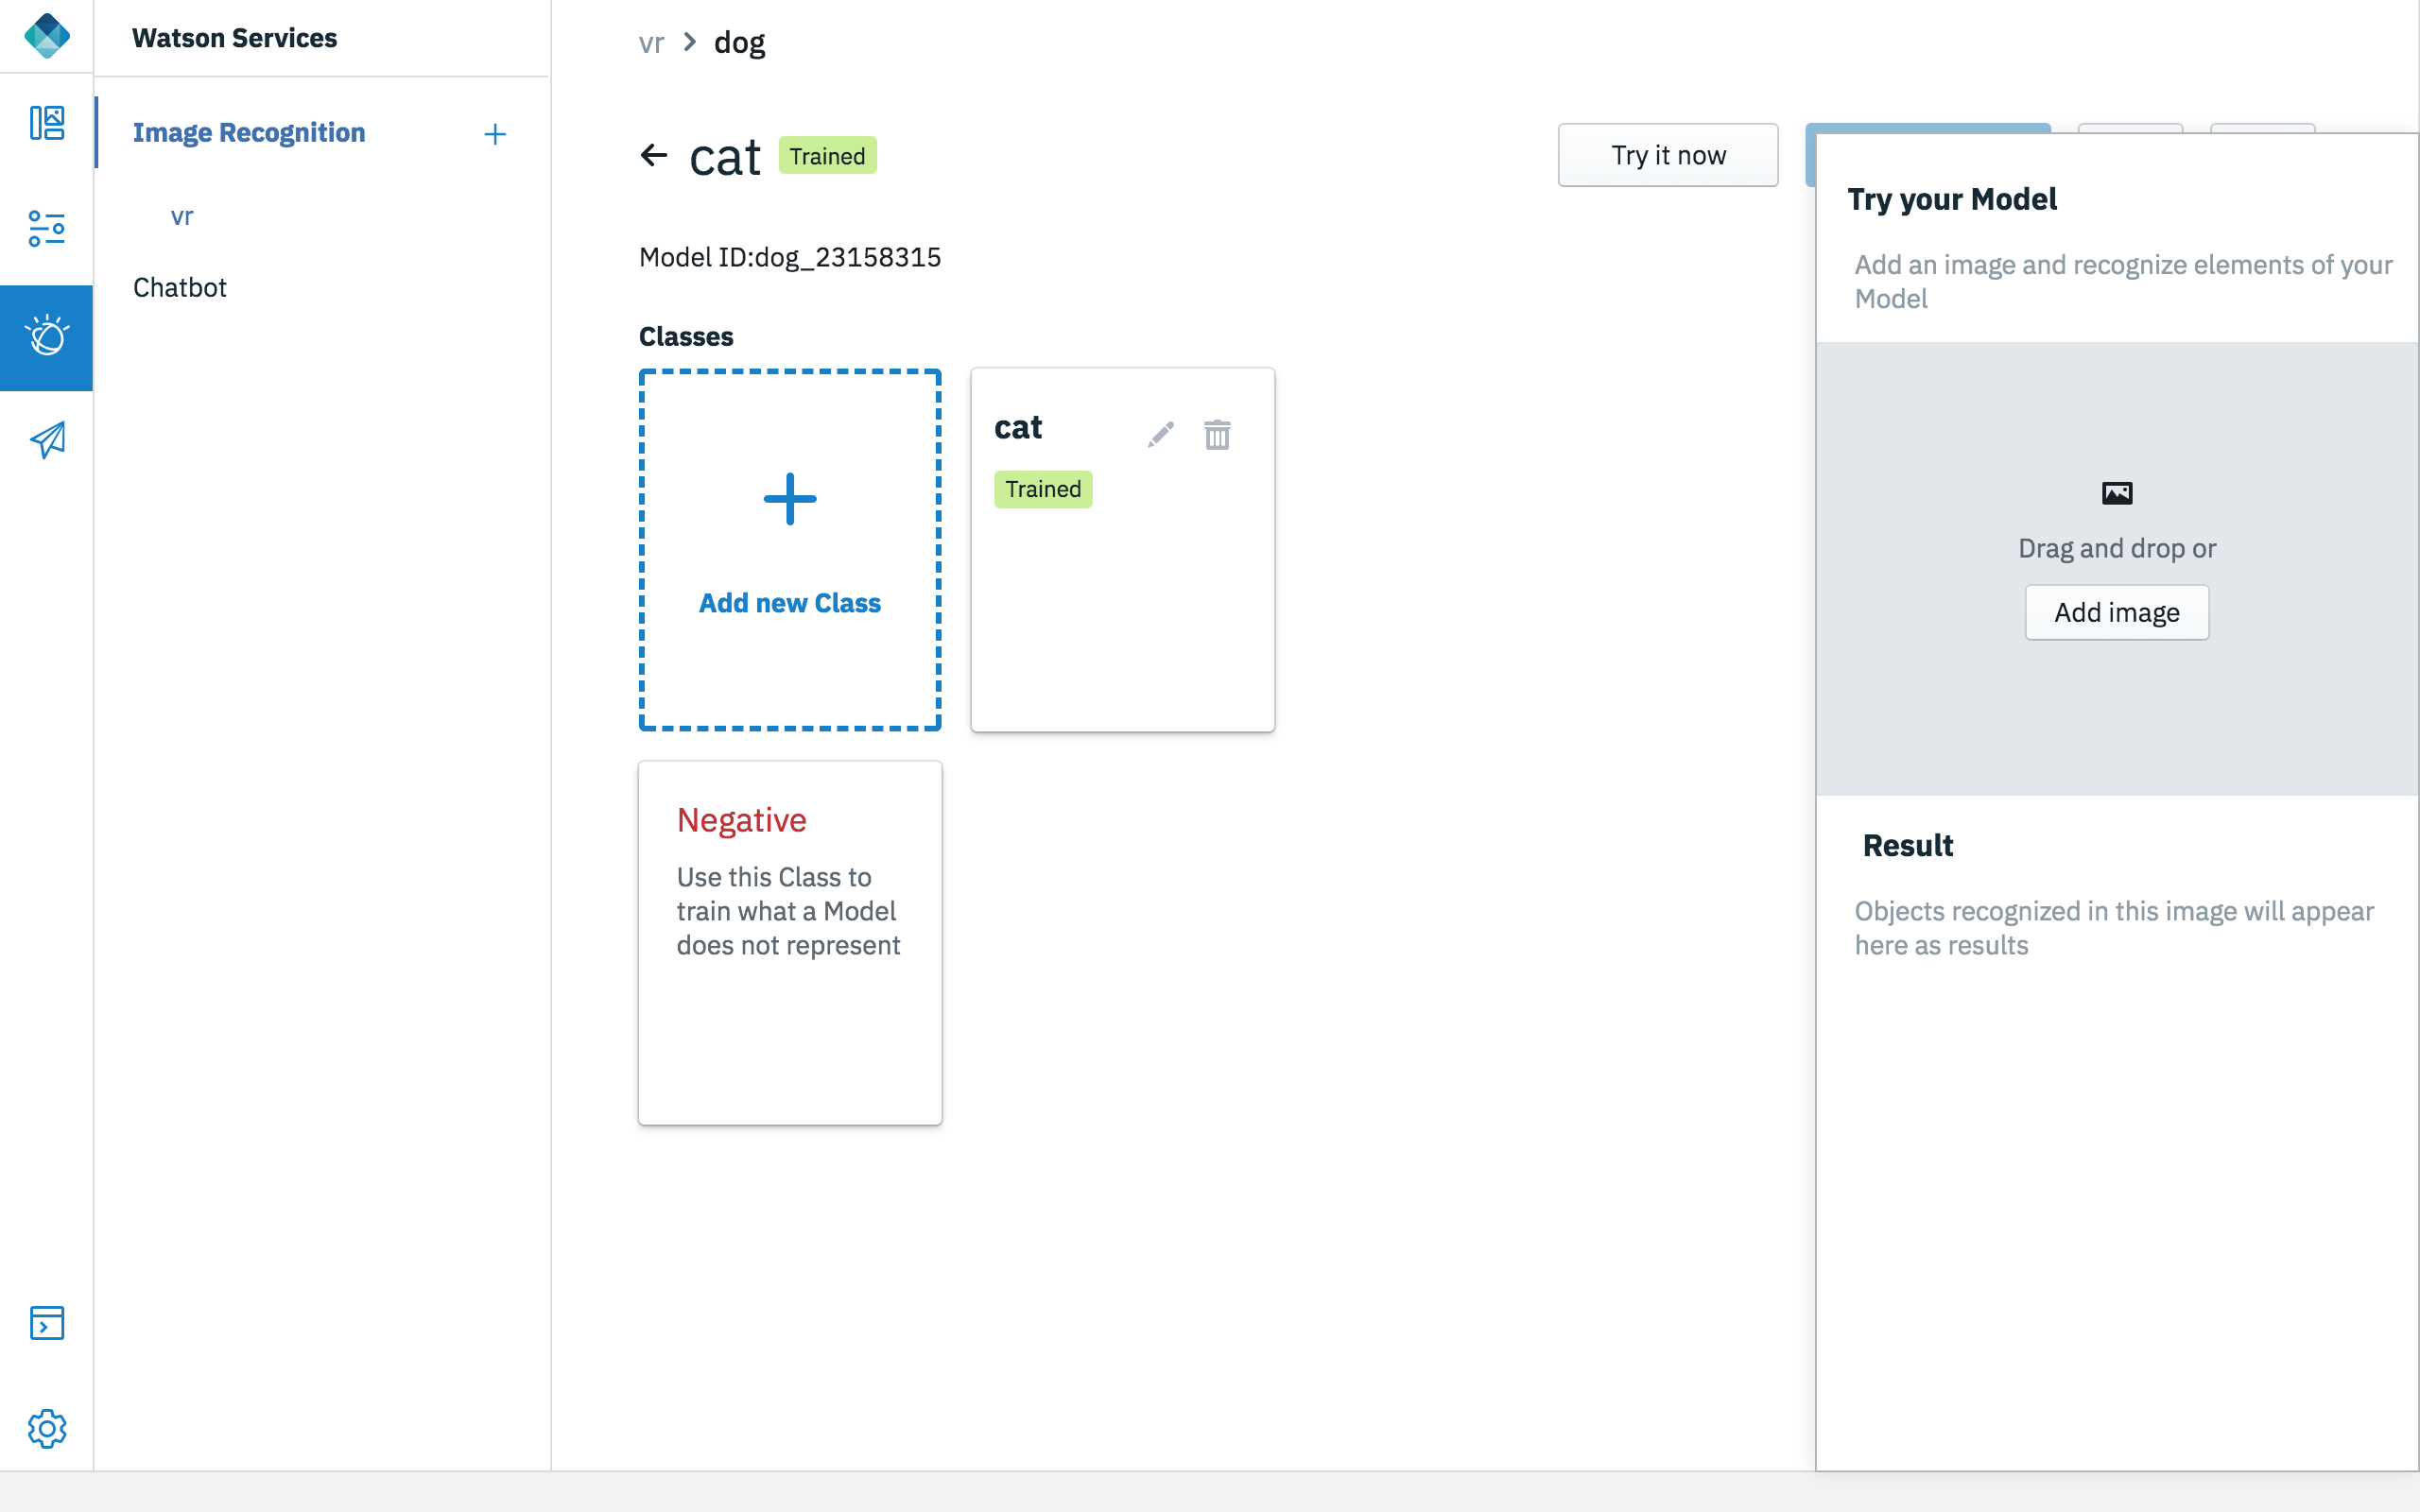 Watson Services
Image Recognition
vr
Chatbot
vr > dog
cat
Trained
Try it now
Model ID:dog_23158315
Classes
Add new Class
cat
Trained
Negative
Use this Class to
train what a Model
does not represent
Try your Model
Add an image and recognize elements of your
Model
Drag and drop or
Add image
Result
Objects recognized in this image will appear
here as results